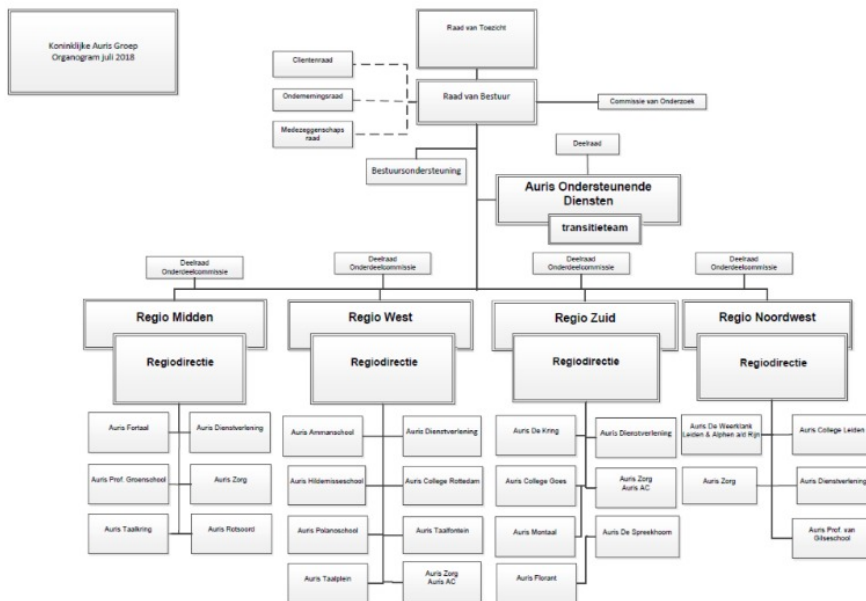 Koninklijke Auris Groep
Organogram juli 2018
Raad van Toezicht
Cliëntenraad
Ondernemingsraad
Medezeggenschaps
raad
Raad van Bestuur
Commissie van Onderzoek
Deelraad
Bestuursondersteuning
Auris Ondersteunende
Diensten
transitieteam
Deelraad
Onderdeelcommissie
Deelraad
Onderdeelcommissie
Deelraad
Onderdeelcommissie
Deelraad
Onderdeelcommissie
Regio Midden
Regio West
Regio Zuid
Regio Noordwest
Regiodirectie
Regiodirectie
Regiodirectie
Regiodirectie
Auris Fortaal
Auris Dienstverlening
Auris Prof. Groenschool
Auris Zorg
Auris Taalkring
Auris Rotsoord
Auris Ammanschool
Auris Dienstverlening
Auris Hildernisseschool
Auris College Rotterdam
Auris Polanoschool
Auris Taalfontein
Auris Taalplein
Auris Zorg
Auris AC
Auris De Kring
Auris Dienstverlening
Auris College Goes
Auris Zorg
Auris AC
Auris Montaal
Auris De Spreekhoorn
Auris Florant
Auris De Weerklank
Leiden & Alphen a/d Rijn
Auris College Leiden
Auris Zorg
Auris Dienstverlening
Auris Prof. van
Gilseschool